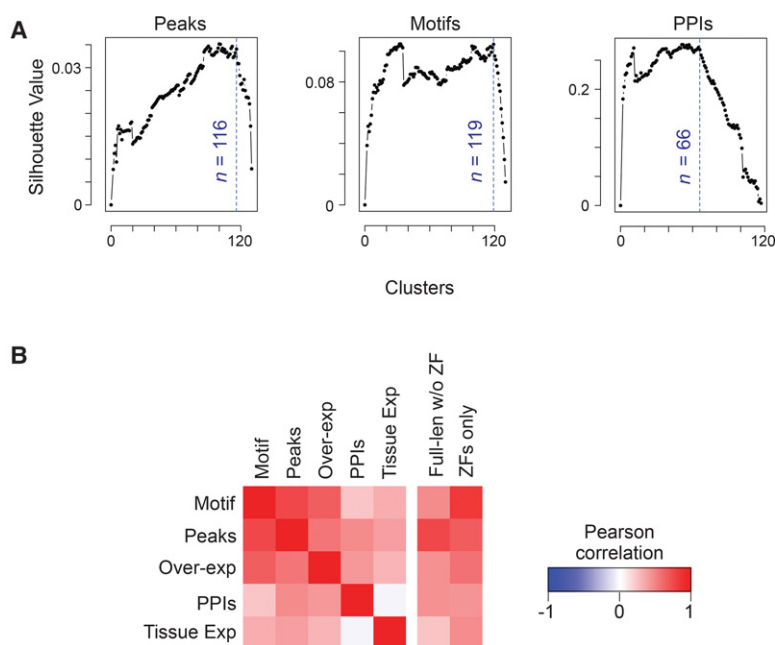 A
Peaks
Motifs
PPIs
Silhouette Value
0.03
0
n = 116
0 120
0.08
0
n = 119
0 120
0.2
0
n = 66
0 120
Clusters
B
Motif
Peaks
Over-exp
PPIs
Tissue Exp
Full-len w/o ZF
ZFs only
Motif
Peaks
Over-exp
PPIs
Tissue Exp
Pearson
correlation
-1 0 1